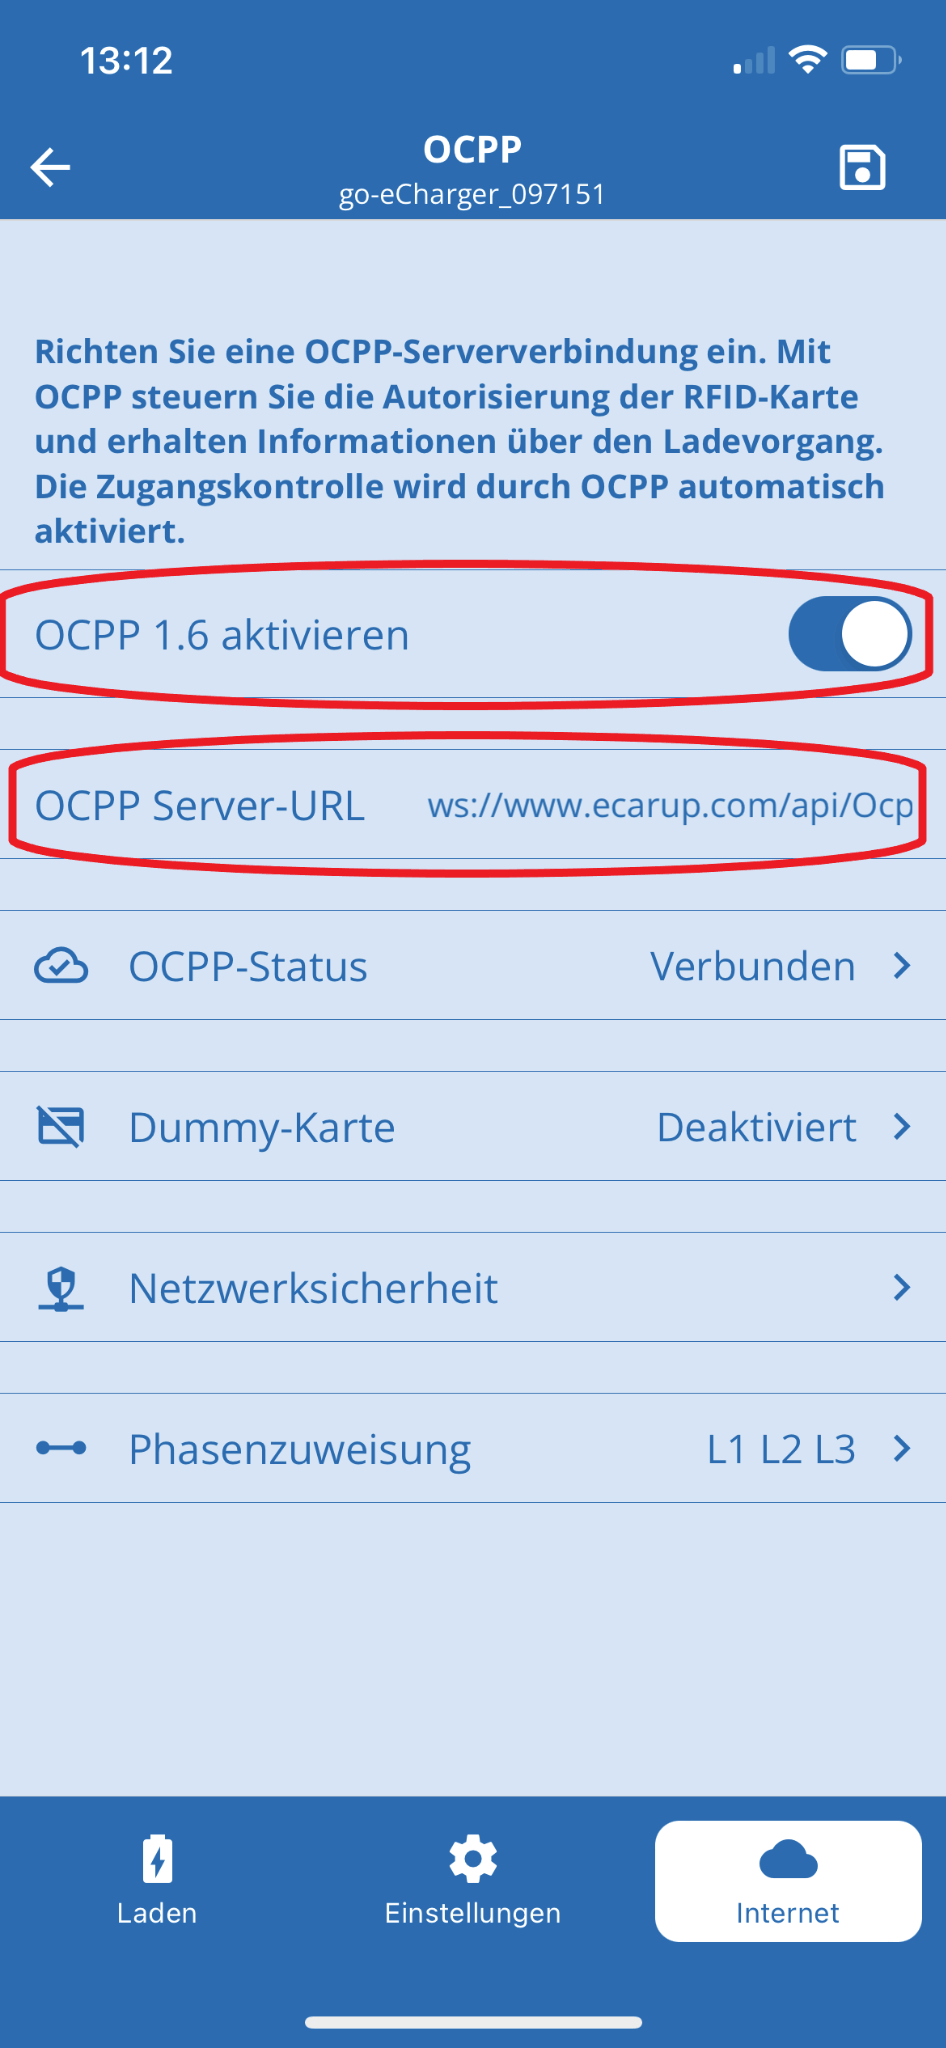 13:12
OCPP
go-eCharger_097151
Richten Sie eine OCPP-Serververbindung ein. Mit
OCPP steuern Sie die Autorisierung der RFID-Karte
und erhalten Informationen über den Ladevorgang.
Die Zugangskontrolle wird durch OCPP automatisch
aktiviert.
OCPP 1.6 aktivieren
OCPP Server-URL ws://www.ecarup.com/api/Ocp
OCPP-Status Verbunden
Dummy-Karte Deaktiviert
Netzwerksicherheit
Phasenzuweisung L1 L2 L3
Laden Einstellungen Internet